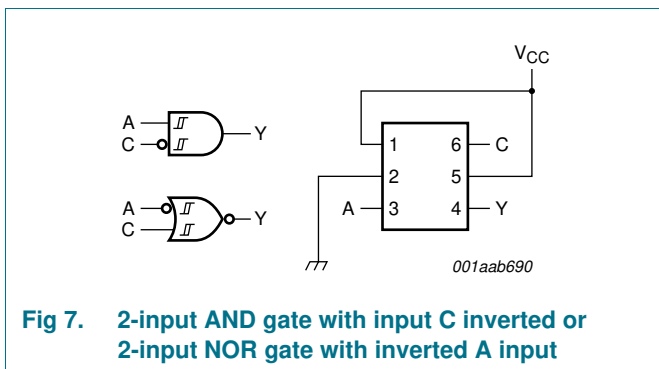 V_CC
A
C
Y
A
C
Y
1 6 C
2 5
A 3 4 Y
001aab690
Fig 7. 2-input AND gate with input C inverted or
2-input NOR gate with inverted A input